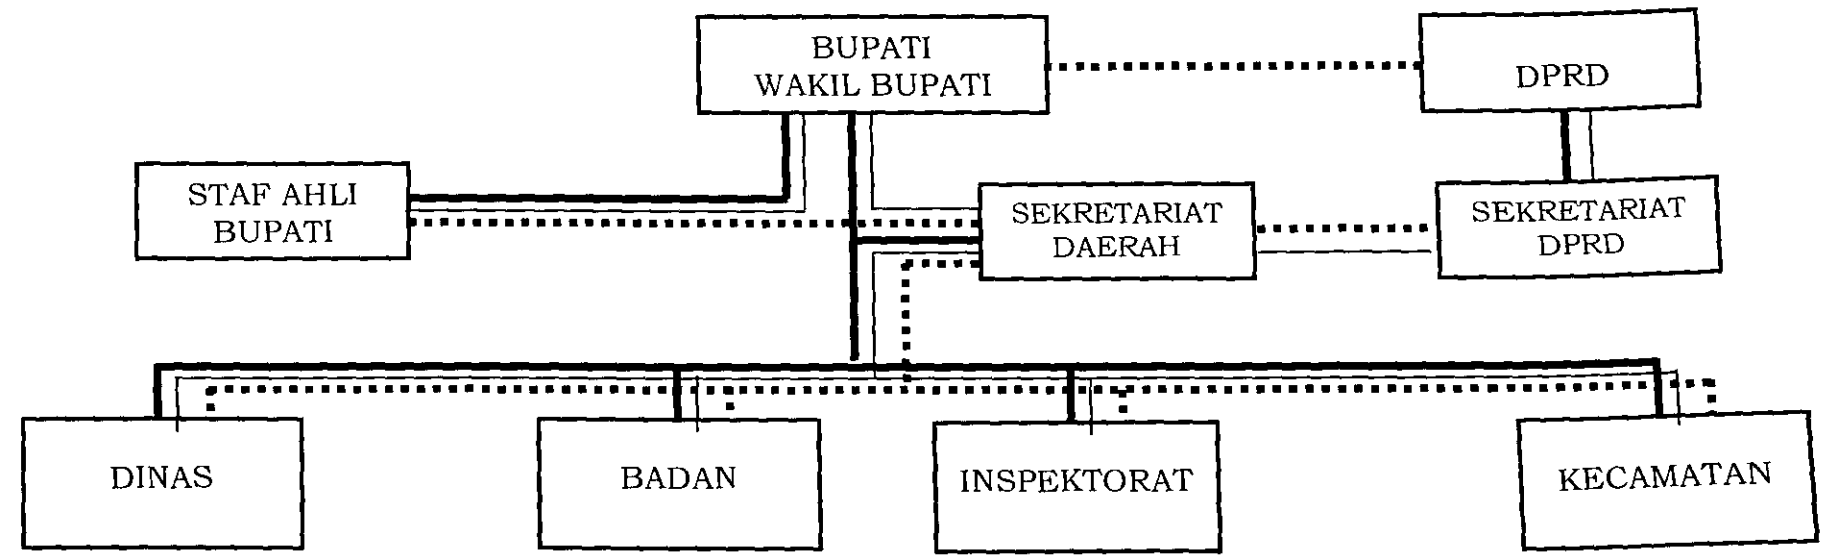 BUPATI
WAKIL BUPATI
DPRD
STAF AHLI
BUPATI
SEKRETARIAT
DAERAH
SEKRETARIAT
DPRD
DINAS
BADAN
INSPEKTORAT
KECAMATAN